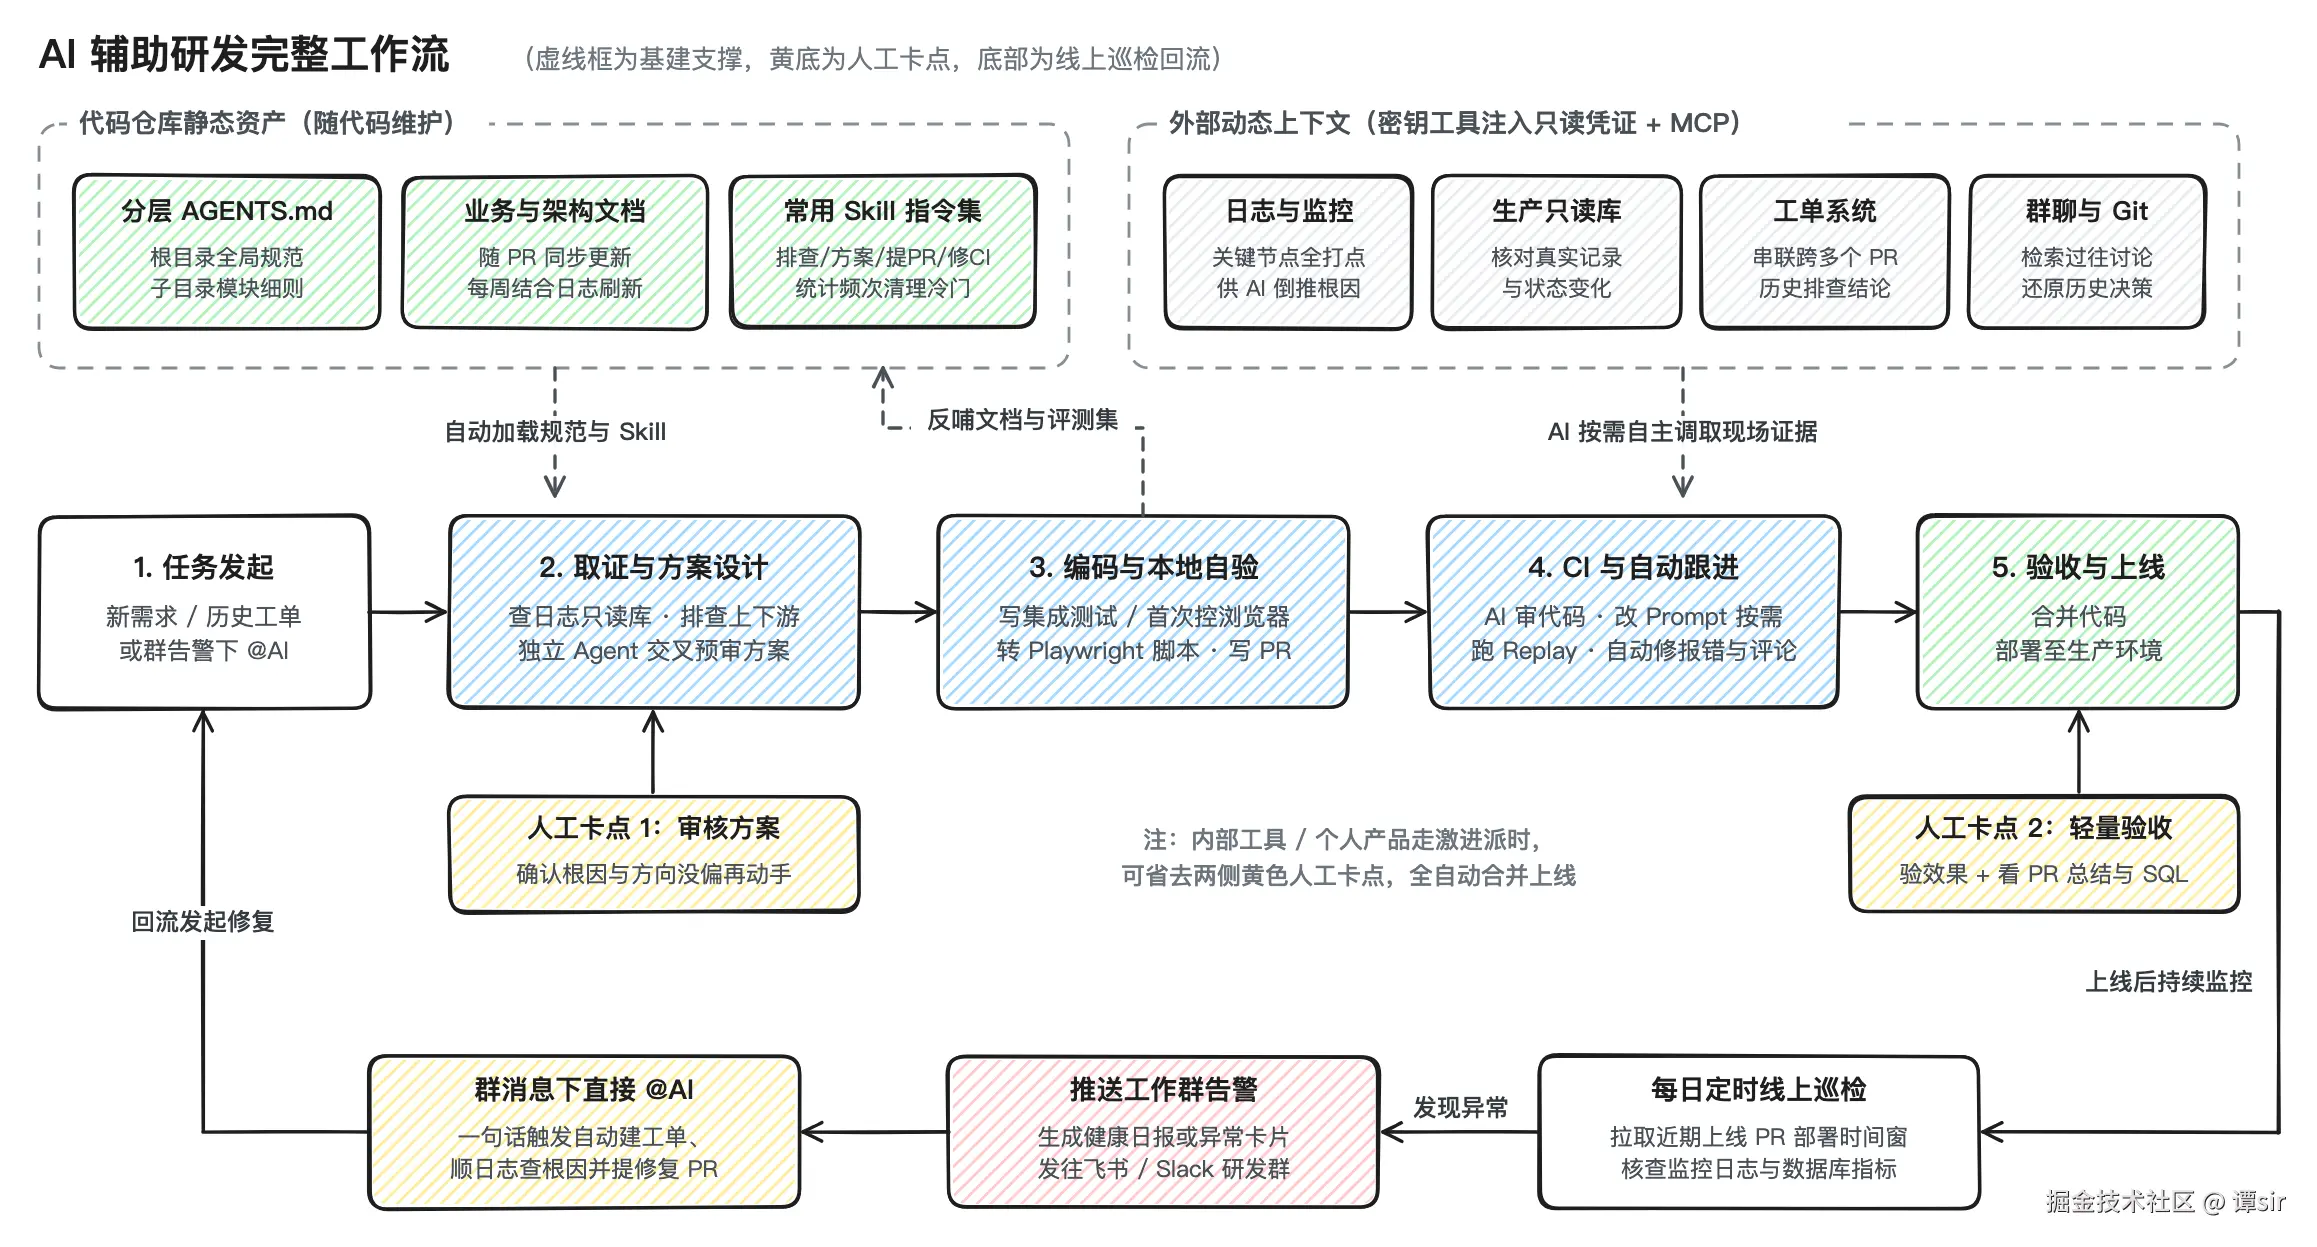 AI 辅助研发完整工作流
（虚线框为基建支撑，黄底为人工卡点，底部为线上巡检回流）
代码仓库静态资产（随代码维护）
分层 AGENTS.md
根目录全局规范
子目录模块细则
业务与架构文档
随 PR 同步更新
每周结合日志刷新
常用 Skill 指令集
排查/方案/提PR/修CI
统计频次清理冷门
外部动态上下文（密钥工具注入只读凭证 + MCP）
日志与监控
关键节点全打点
供 AI 倒推根因
生产只读库
核对真实记录
与状态变化
工单系统
串联跨多个 PR
历史排查结论
群聊与 Git
检索过往讨论
还原历史决策
自动加载规范与 Skill
反哺文档与评测集
AI 按需自主调取现场证据
1. 任务发起
新需求 / 历史工单
或群告警下 @AI
2. 取证与方案设计
查日志只读库 · 排查上下游
独立 Agent 交叉预审方案
3. 编码与本地自验
写集成测试 / 首次控浏览器
转 Playwright 脚本 · 写 PR
4. CI 与自动跟进
AI 审代码 · 改 Prompt 按需
跑 Replay · 自动修报错与评论
5. 验收与上线
合并代码
部署至生产环境
人工卡点 1：审核方案
确认根因与方向没偏再动手
注：内部工具 / 个人产品走激进派时，
可省去两侧黄色人工卡点，全自动合并上线
人工卡点 2：轻量验收
验效果 + 看 PR 总结与 SQL
回流发起修复
上线后持续监控
群消息下直接 @AI
一句话触发自动建工单、
顺日志查根因并提修复 PR
推送工作群告警
生成健康日报或异常卡片
发往飞书 / Slack 研发群
发现异常
每日定时线上巡检
拉取近期上线 PR 部署时间窗
核查监控日志与数据库指标
掘金技术社区 @ 谭sir